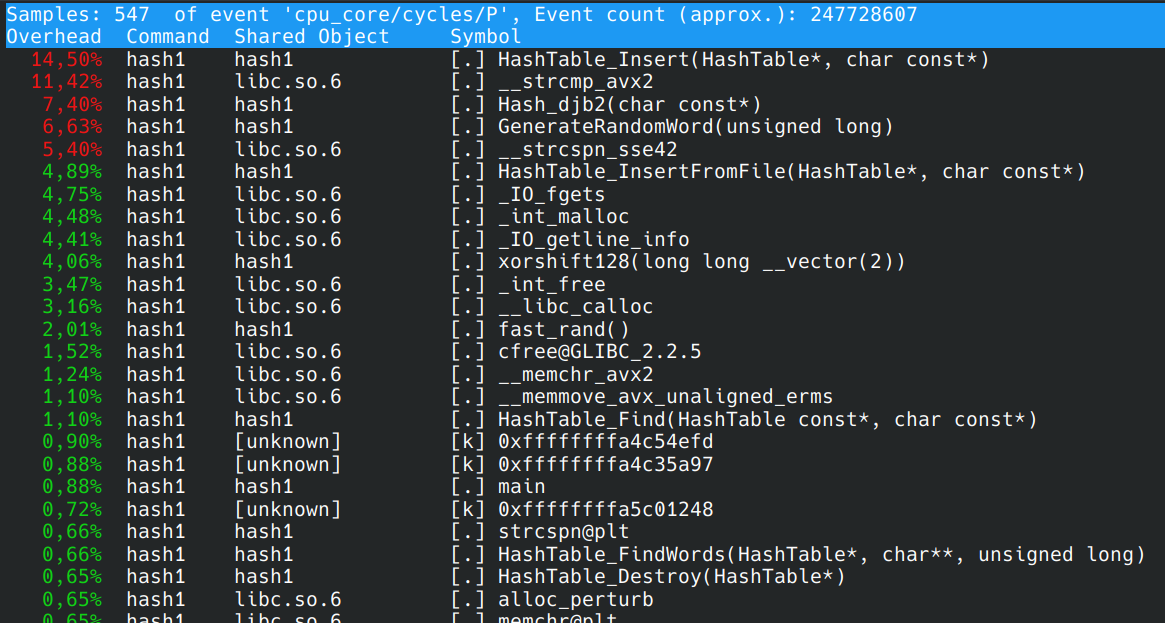 Samples: 547  of event 'cpu_core/cycles/P', Event count (approx.): 247728607
Overhead  Command  Shared Object     Symbol
14,50%  hash1    hash1             [.] HashTable_Insert(HashTable*, char const*)
11,42%  hash1    libc.so.6         [.] __strcmp_avx2
7,40%  hash1    hash1             [.] Hash_djb2(char const*)
6,63%  hash1    hash1             [.] GenerateRandomWord(unsigned long)
5,40%  hash1    libc.so.6         [.] __strcspn_sse42
4,89%  hash1    hash1             [.] HashTable_InsertFromFile(HashTable*, char const*)
4,75%  hash1    libc.so.6         [.] _IO_fgets
4,48%  hash1    libc.so.6         [.] _int_malloc
4,41%  hash1    libc.so.6         [.] _IO_getline_info
4,06%  hash1    hash1             [.] xorshift128(long long __vector(2))
3,47%  hash1    libc.so.6         [.] _int_free
3,16%  hash1    libc.so.6         [.] __libc_calloc
2,01%  hash1    hash1             [.] fast_rand()
1,52%  hash1    libc.so.6         [.] cfree@GLIBC_2.2.5
1,24%  hash1    libc.so.6         [.] __memchr_avx2
1,10%  hash1    libc.so.6         [.] __memmove_avx_unaligned_erms
1,10%  hash1    hash1             [.] HashTable_Find(HashTable const*, char const*)
0,90%  hash1    [unknown]         [k] 0xffffffffa4c54efd
0,88%  hash1    [unknown]         [k] 0xffffffffa4c35a97
0,88%  hash1    hash1             [.] main
0,72%  hash1    [unknown]         [k] 0xffffffffa5c01248
0,66%  hash1    hash1             [.] strcspn@plt
0,66%  hash1    hash1             [.] HashTable_FindWords(HashTable*, char**, unsigned long)
0,65%  hash1    hash1             [.] HashTable_Destroy(HashTable*)
0,65%  hash1    libc.so.6         [.] alloc_perturb
0,65%  hash1    libc.so.6         [.] memchr@plt